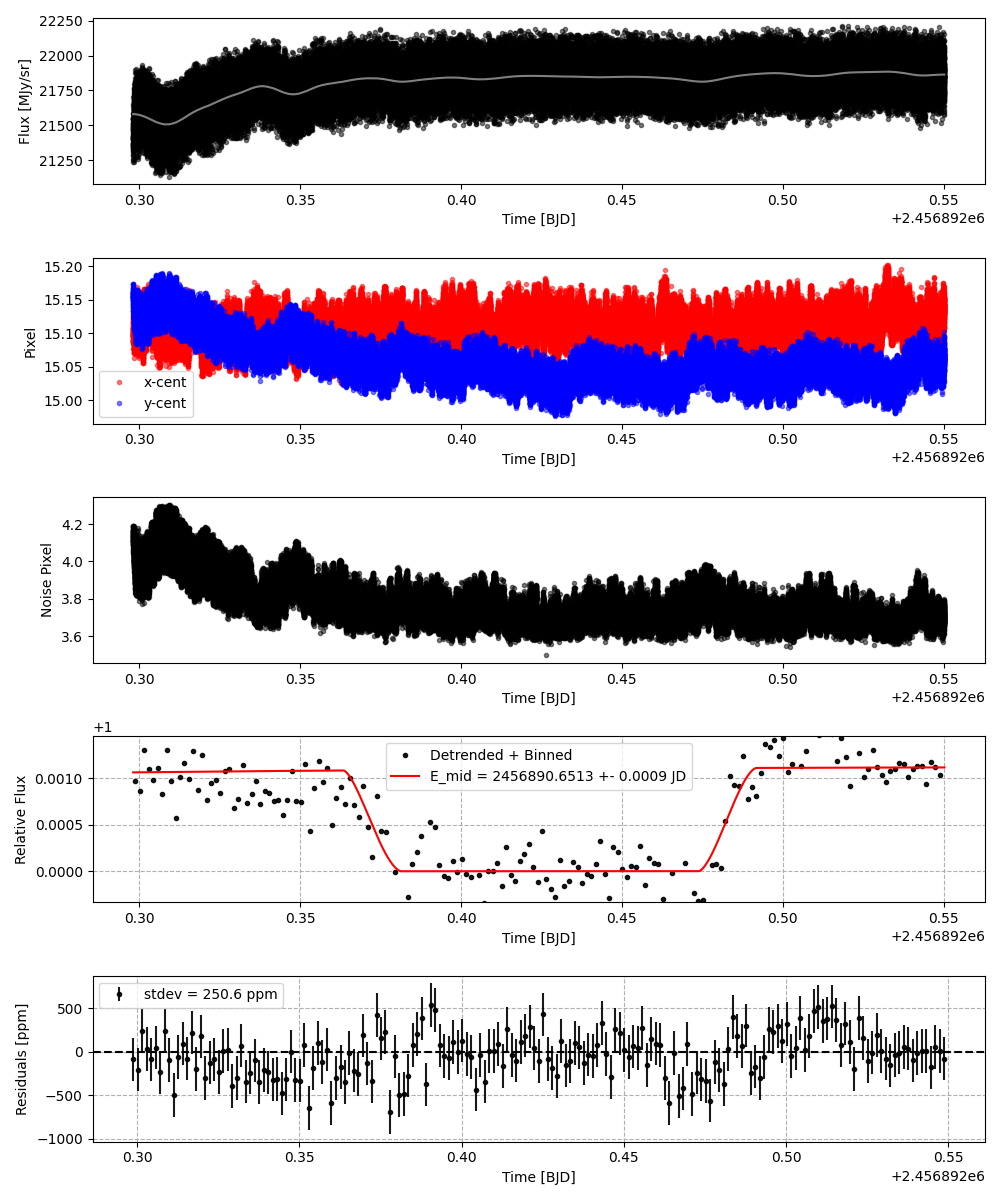 22250
22000
21750
21500
21250
Flux [MJy/sr]
0.30 0.35 0.40 0.45 0.50 0.55
Time [BJD]
+2.456892e6
15.20
15.15
15.10
15.05
15.00
Pixel
x-cent
y-cent
0.30 0.35 0.40 0.45 0.50 0.55
Time [BJD]
+2.456892e6
4.2
4.0
3.8
3.6
Noise Pixel
0.30 0.35 0.40 0.45 0.50 0.55
Time [BJD]
+2.456892e6
+1
0.0010
0.0005
0.0000
Relative Flux
Detrended + Binned
E_mid = 2456890.6513 +- 0.0009 JD
0.30 0.35 0.40 0.45 0.50 0.55
Time [BJD]
+2.456892e6
500
0
−500
−1000
Residuals [ppm]
stdev = 250.6 ppm
0.30 0.35 0.40 0.45 0.50 0.55
Time [BJD]
+2.456892e6